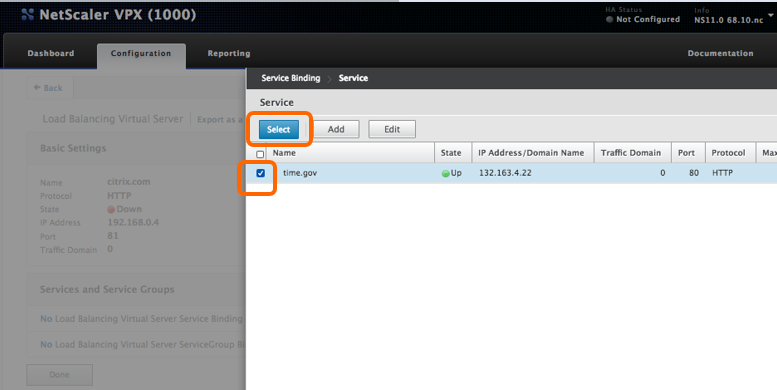 NetScaler VPX (1000)
HA Status
Not Configured
Info
NS11.0 68.10.nc
Dashboard
Configuration
Reporting
Documentation
Back
Load Balancing Virtual Server
Export as a
Basic Settings
Name citrix.com
Protocol HTTP
State Down
IP Address 192.168.0.4
Port 81
Traffic Domain 0
Services and Service Groups
No Load Balancing Virtual Server Service Binding
No Load Balancing Virtual Server ServiceGroup Bi
Done
Service Binding Service
Service
Select Add Edit
Name State IP Address/Domain Name Traffic Domain Port Protocol Max
time.gov Up 132.163.4.22 0 80 HTTP